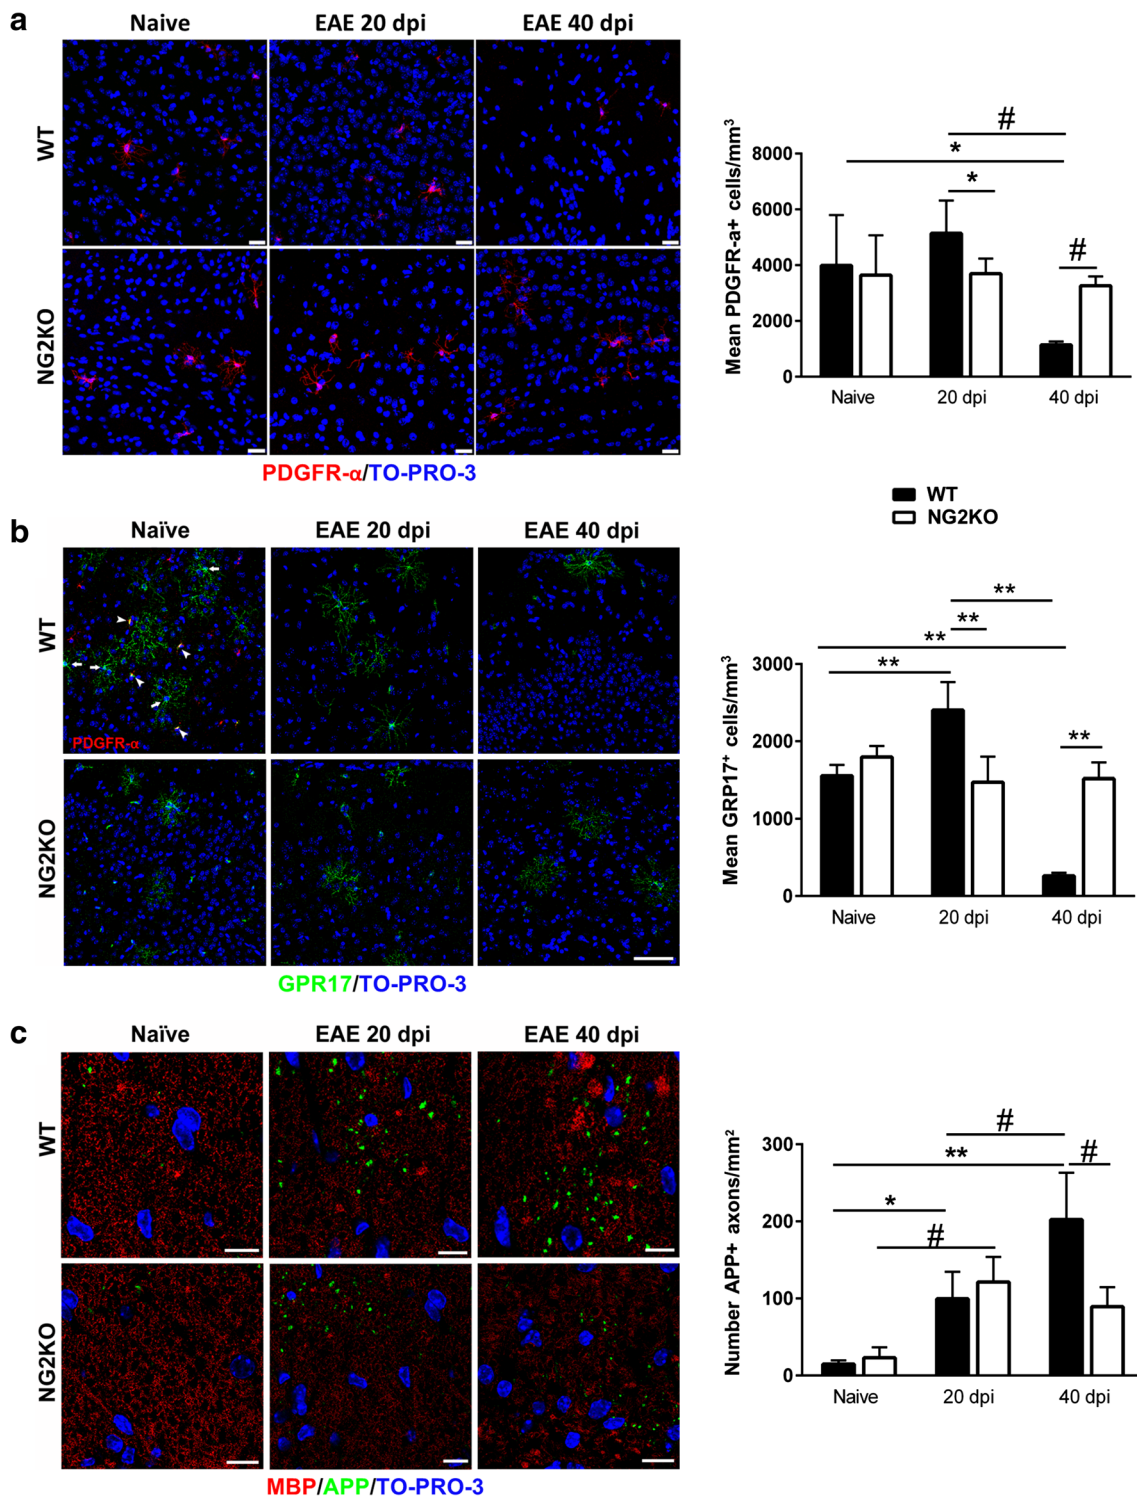 a
Naive EAE 20 dpi EAE 40 dpi
WT
NG2KO
PDGFR-α/TO-PRO-3
Mean PDGFR-a+ cells/mm³
8000
6000
4000
2000
0
#
*
*
#
Naive 20 dpi 40 dpi
WT
NG2KO
b
Naïve EAE 20 dpi EAE 40 dpi
WT
PDGFR-α
NG2KO
GPR17/TO-PRO-3
Mean GRP17⁺ cells/mm³
3000
2000
1000
0
**
**
**
**
**
Naive 20 dpi 40 dpi
c
Naïve EAE 20 dpi EAE 40 dpi
WT
NG2KO
MBP/APP/TO-PRO-3
Number APP+ axons/mm²
300
200
100
0
#
**
#
*
#
Naive 20 dpi 40 dpi